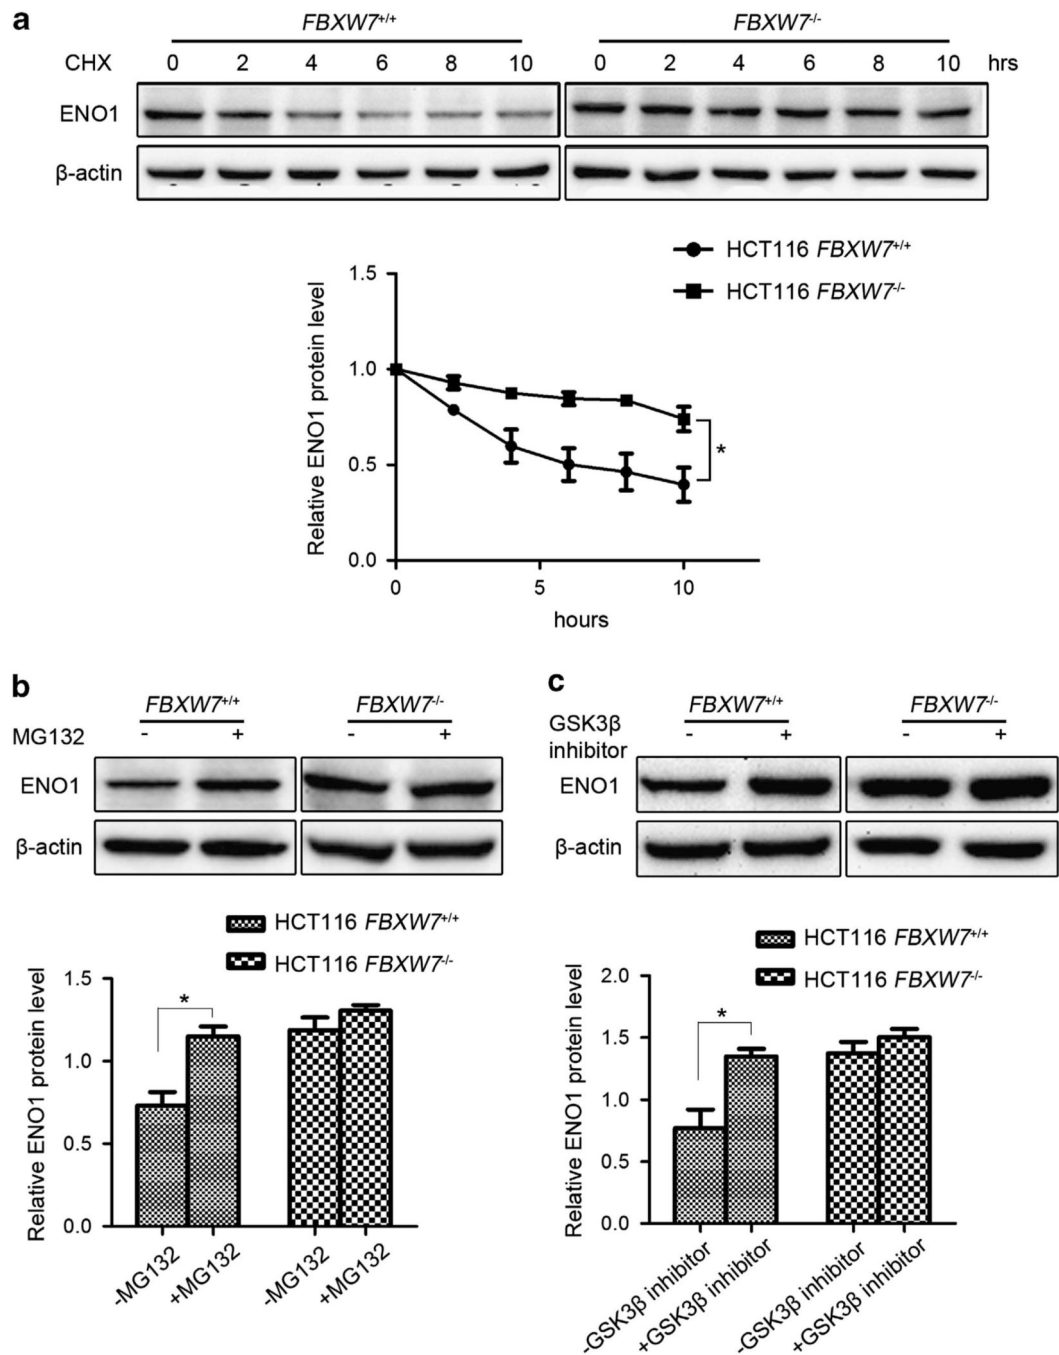 a
FBXW7+/+ FBXW7-/-
CHX 0 2 4 6 8 10 0 2 4 6 8 10 hrs
ENO1
β-actin
HCT116 FBXW7+/+
HCT116 FBXW7-/-
Relative ENO1 protein level
1.5
1.0
0.5
0.0
*
0 5 10
hours
b
FBXW7+/+ FBXW7-/-
MG132 - + - +
ENO1
β-actin
HCT116 FBXW7+/+
HCT116 FBXW7-/-
Relative ENO1 protein level
1.5
1.0
0.5
0.0
*
-MG132 +MG132 -MG132 +MG132
c
FBXW7+/+ FBXW7-/-
GSK3β
inhibitor - + - +
ENO1
β-actin
HCT116 FBXW7+/+
HCT116 FBXW7-/-
Relative ENO1 protein level
2.0
1.5
1.0
0.5
0.0
*
-GSK3β inhibitor +GSK3β inhibitor -GSK3β inhibitor +GSK3β inhibitor